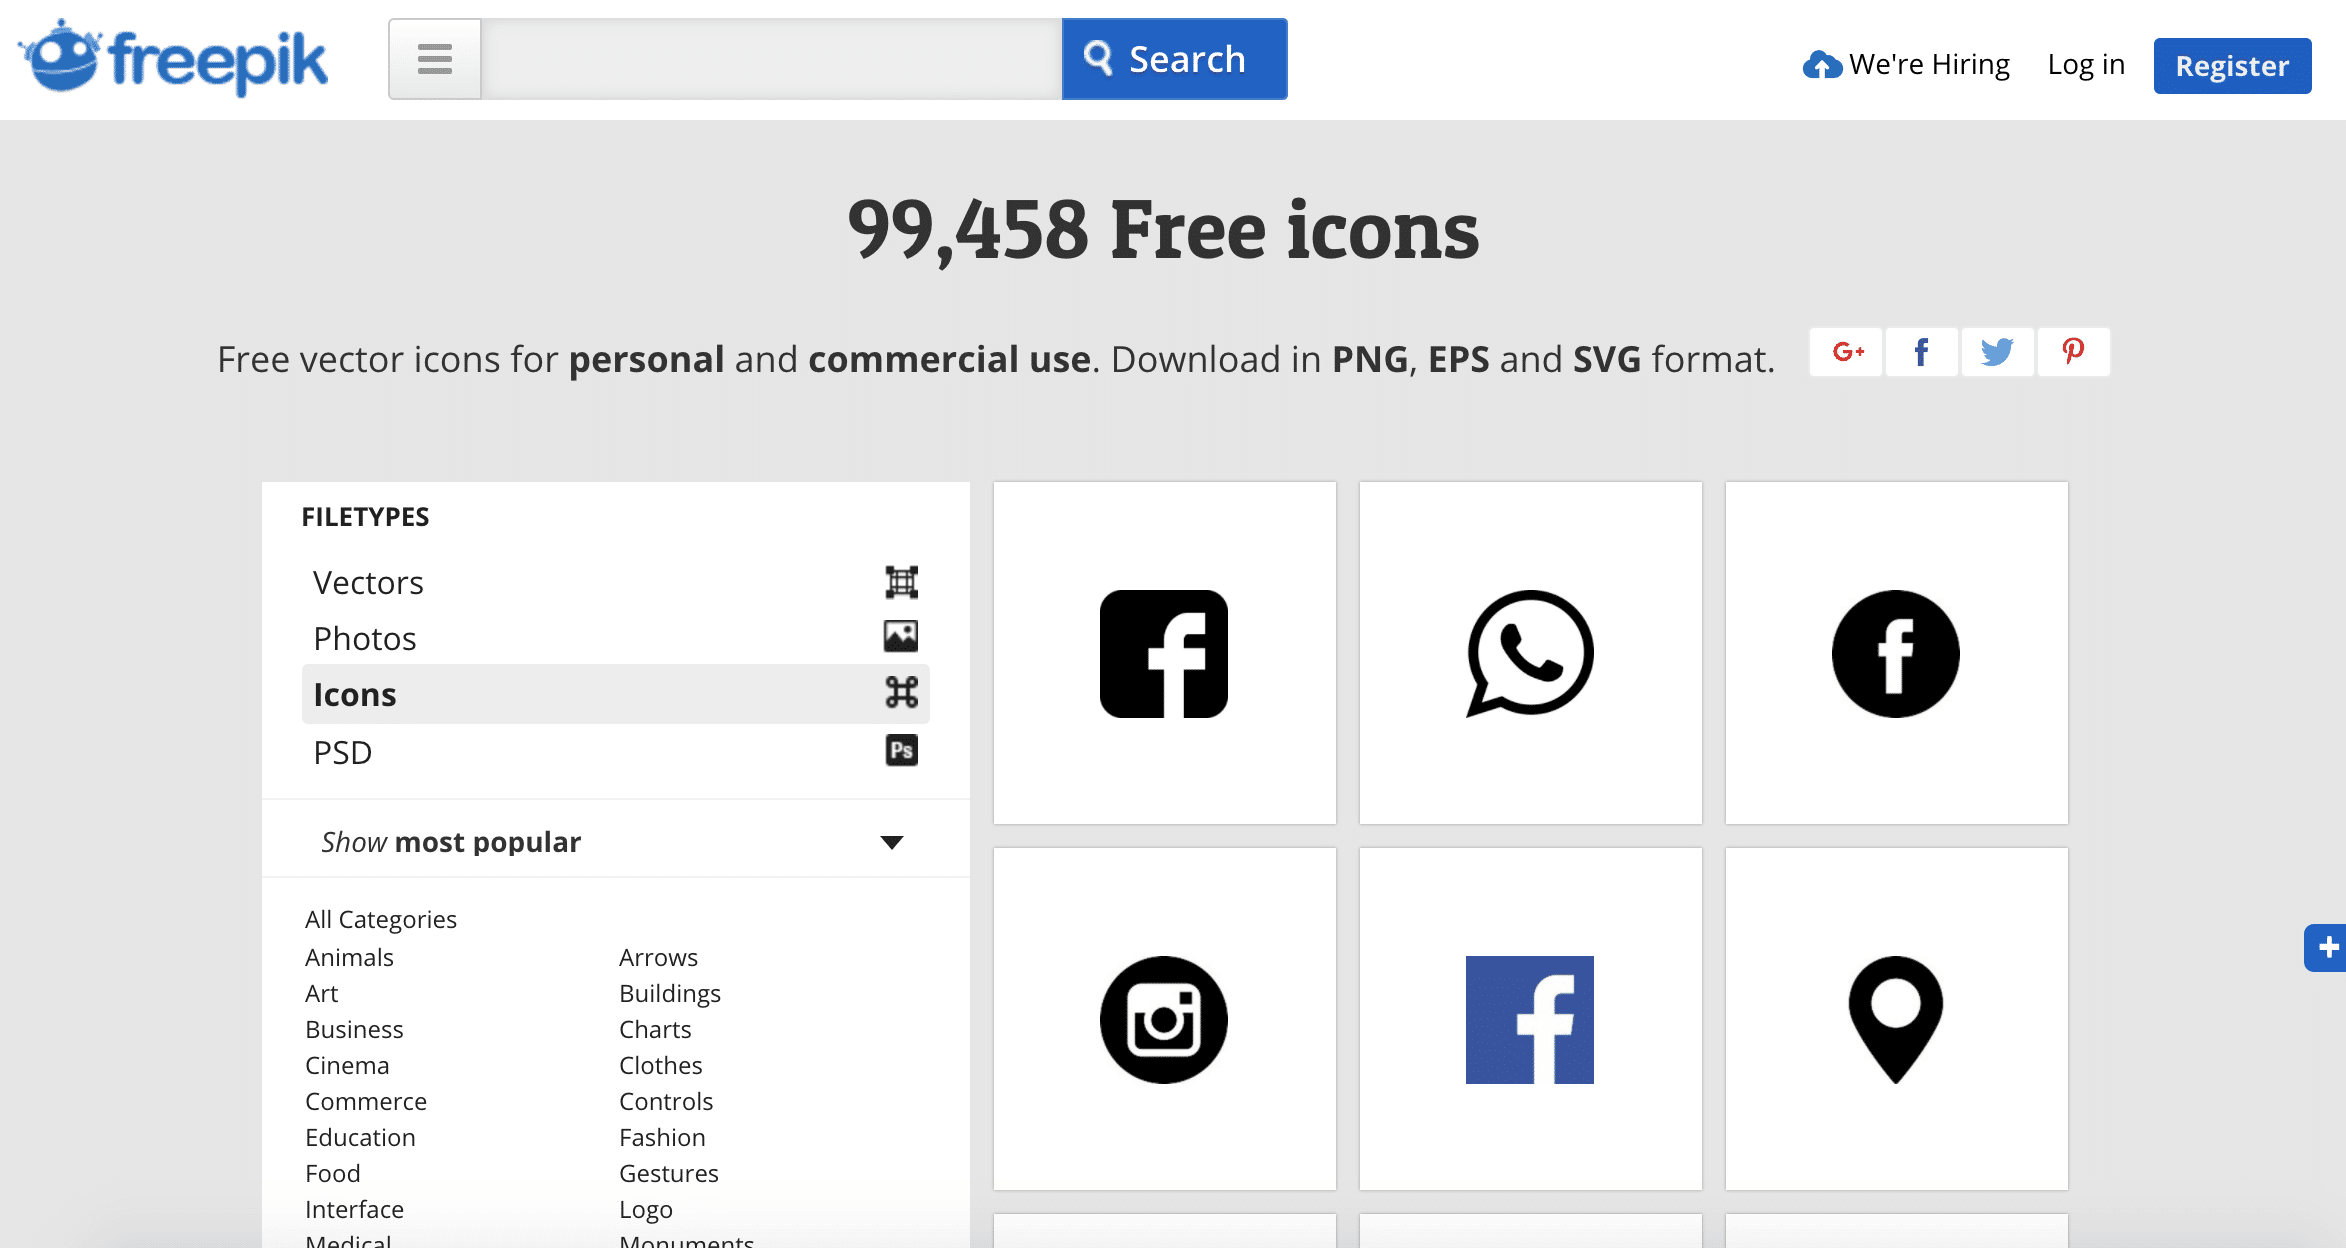 freepik
Search
We're Hiring
Log in
Register
99,458 Free icons
Free vector icons for personal and commercial use. Download in PNG, EPS and SVG format.
G+
FILETYPES
Vectors
Photos
Icons
PSD
Ps
Show most popular
All Categories
Animals
Arrows
Art
Buildings
Business
Charts
Cinema
Clothes
Commerce
Controls
Education
Fashion
Food
Gestures
Interface
Logo
Medical
Monuments